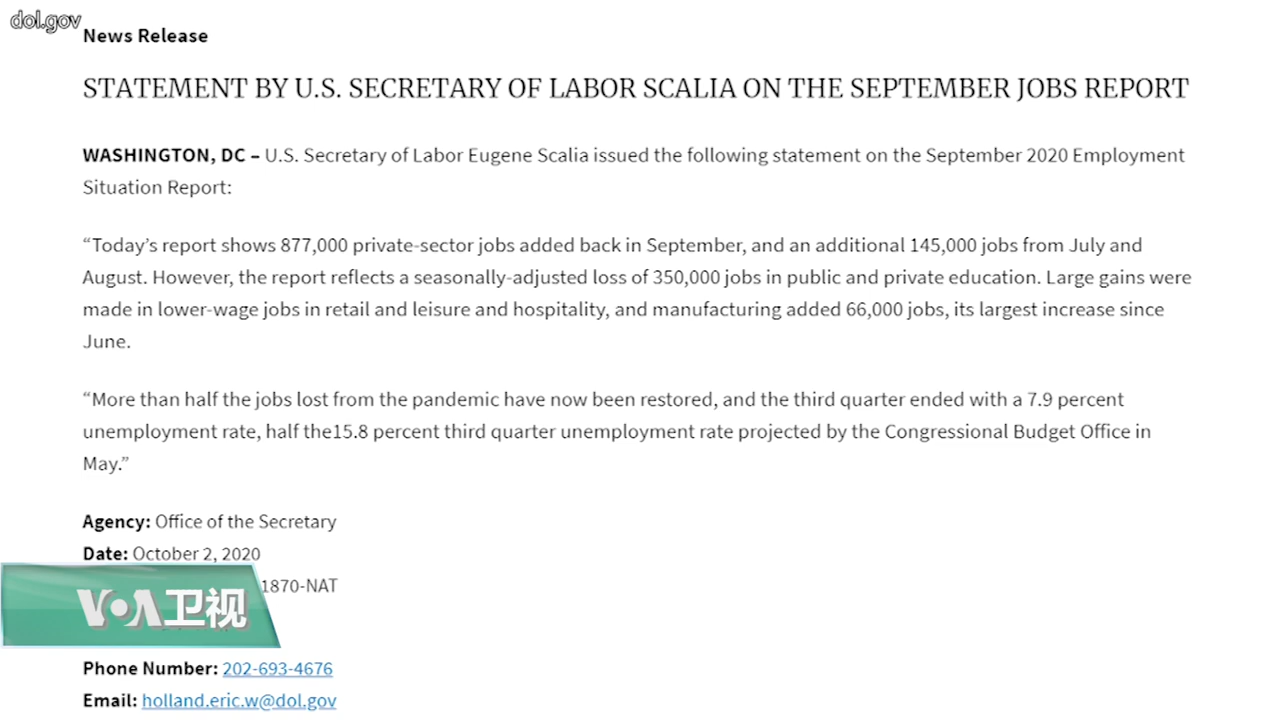 dol.gov
News Release
STATEMENT BY U.S. SECRETARY OF LABOR SCALIA ON THE SEPTEMBER JOBS REPORT
WASHINGTON, DC – U.S. Secretary of Labor Eugene Scalia issued the following statement on the September 2020 Employment
Situation Report:
“Today’s report shows 877,000 private-sector jobs added back in September, and an additional 145,000 jobs from July and
August. However, the report reflects a seasonally-adjusted loss of 350,000 jobs in public and private education. Large gains were
made in lower-wage jobs in retail and leisure and hospitality, and manufacturing added 66,000 jobs, its largest increase since
June.
“More than half the jobs lost from the pandemic have now been restored, and the third quarter ended with a 7.9 percent
unemployment rate, half the15.8 percent third quarter unemployment rate projected by the Congressional Budget Office in
May.”
Agency: Office of the Secretary
Date: October 2, 2020
1870-NAT
VOA卫视
Phone Number: 202-693-4676
Email: holland.eric.w@dol.gov